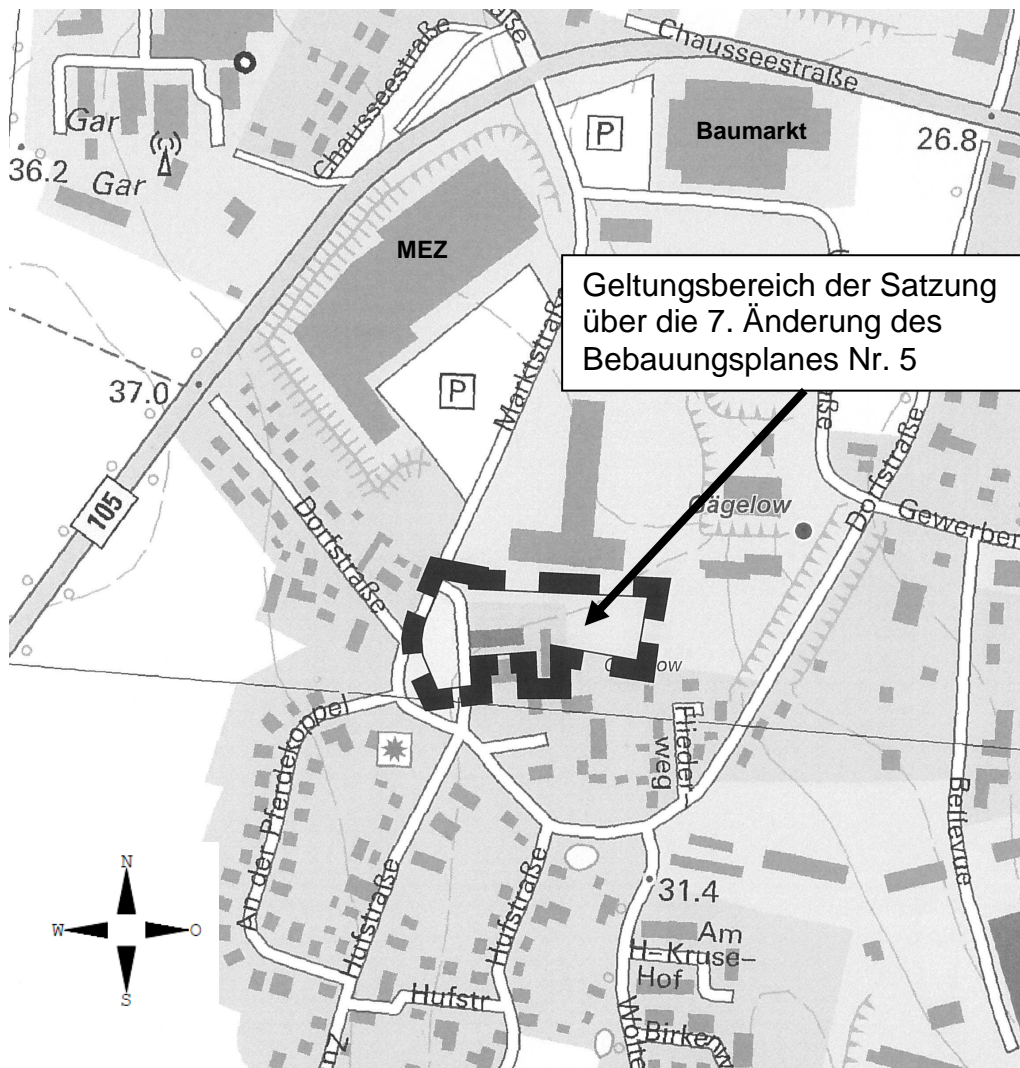 Chausseestraße
Chausseestraße
Gar
Gar
36.2
P
Baumarkt
26.8
MEZ
Geltungsbereich der Satzung
über die 7. Änderung des
Bebauungsplanes Nr. 5
Marktstraße
P
37.0
105
Dorfstraße
Gägelow
Dorfstraße
Flieder-
weg
An der Pferdekoppel
Hufstraße
Hufstraße
Hufstr
Bellevue
31.4
Am
H-Kruse-
Hof
N
W
O
S